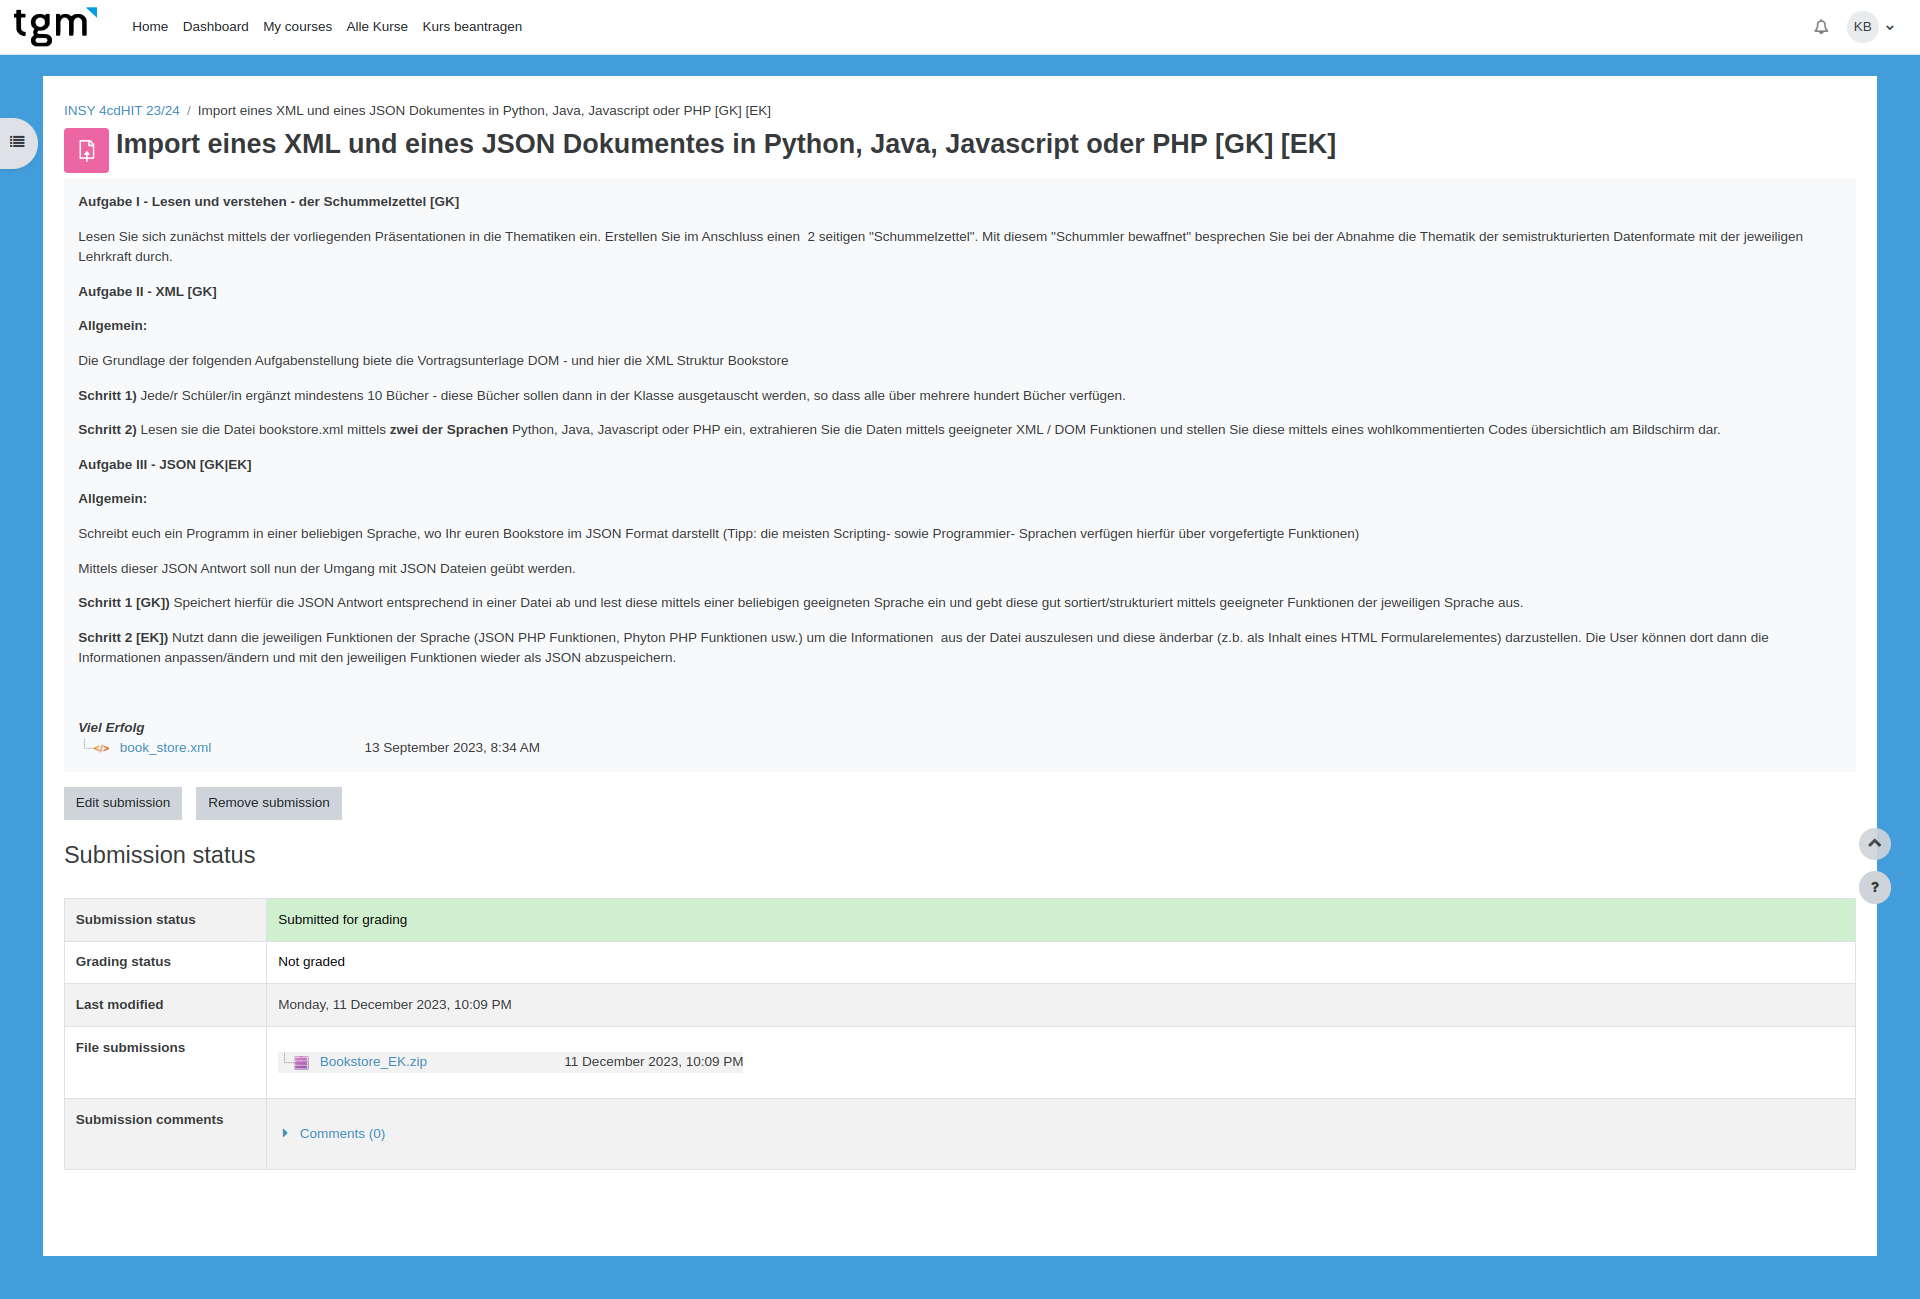 tgm
Home Dashboard My courses Alle Kurse Kurs beantragen
KB
INSY 4cdHIT 23/24 / Import eines XML und eines JSON Dokumentes in Python, Java, Javascript oder PHP [GK] [EK]
Import eines XML und eines JSON Dokumentes in Python, Java, Javascript oder PHP [GK] [EK]
Aufgabe I - Lesen und verstehen - der Schummelzettel [GK]
Lesen Sie sich zunächst mittels der vorliegenden Präsentationen in die Thematiken ein. Erstellen Sie im Anschluss einen  2 seitigen "Schummelzettel". Mit diesem "Schummler bewaffnet" besprechen Sie bei der Abnahme die Thematik der semistrukturierten Datenformate mit der jeweiligen
Lehrkraft durch.
Aufgabe II - XML [GK]
Allgemein:
Die Grundlage der folgenden Aufgabenstellung biete die Vortragsunterlage DOM - und hier die XML Struktur Bookstore
Schritt 1) Jede/r Schüler/in ergänzt mindestens 10 Bücher - diese Bücher sollen dann in der Klasse ausgetauscht werden, so dass alle über mehrere hundert Bücher verfügen.
Schritt 2) Lesen sie die Datei bookstore.xml mittels zwei der Sprachen Python, Java, Javascript oder PHP ein, extrahieren Sie die Daten mittels geeigneter XML / DOM Funktionen und stellen Sie diese mittels eines wohlkommentierten Codes übersichtlich am Bildschirm dar.
Aufgabe III - JSON [GK|EK]
Allgemein:
Schreibt euch ein Programm in einer beliebigen Sprache, wo Ihr euren Bookstore im JSON Format darstellt (Tipp: die meisten Scripting- sowie Programmier- Sprachen verfügen hierfür über vorgefertigte Funktionen)
Mittels dieser JSON Antwort soll nun der Umgang mit JSON Dateien geübt werden.
Schritt 1 [GK]) Speichert hierfür die JSON Antwort entsprechend in einer Datei ab und lest diese mittels einer beliebigen geeigneten Sprache ein und gebt diese gut sortiert/strukturiert mittels geeigneter Funktionen der jeweiligen Sprache aus.
Schritt 2 [EK]) Nutzt dann die jeweiligen Funktionen der Sprache (JSON PHP Funktionen, Phyton PHP Funktionen usw.) um die Informationen  aus der Datei auszulesen und diese änderbar (z.b. als Inhalt eines HTML Formularelementes) darzustellen. Die User können dort dann die
Informationen anpassen/ändern und mit den jeweiligen Funktionen wieder als JSON abzuspeichern.
Viel Erfolg
</> book_store.xml 13 September 2023, 8:34 AM
Edit submission Remove submission
Submission status
?
Submission status Submitted for grading
Grading status Not graded
Last modified Monday, 11 December 2023, 10:09 PM
File submissions
Bookstore_EK.zip 11 December 2023, 10:09 PM
Submission comments
Comments (0)